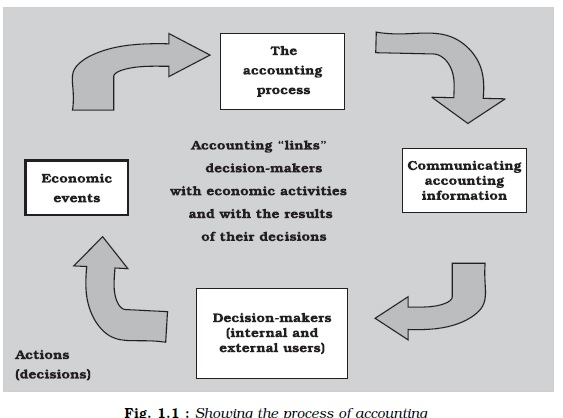 The
accounting
process
Accounting “links”
decision-makers
with economic activities
and with the results
of their decisions
Economic
events
Communicating
accounting
information
Decision-makers
(internal and
external users)
Actions
(decisions)
Fig. 1.1 : Showing the process of accounting